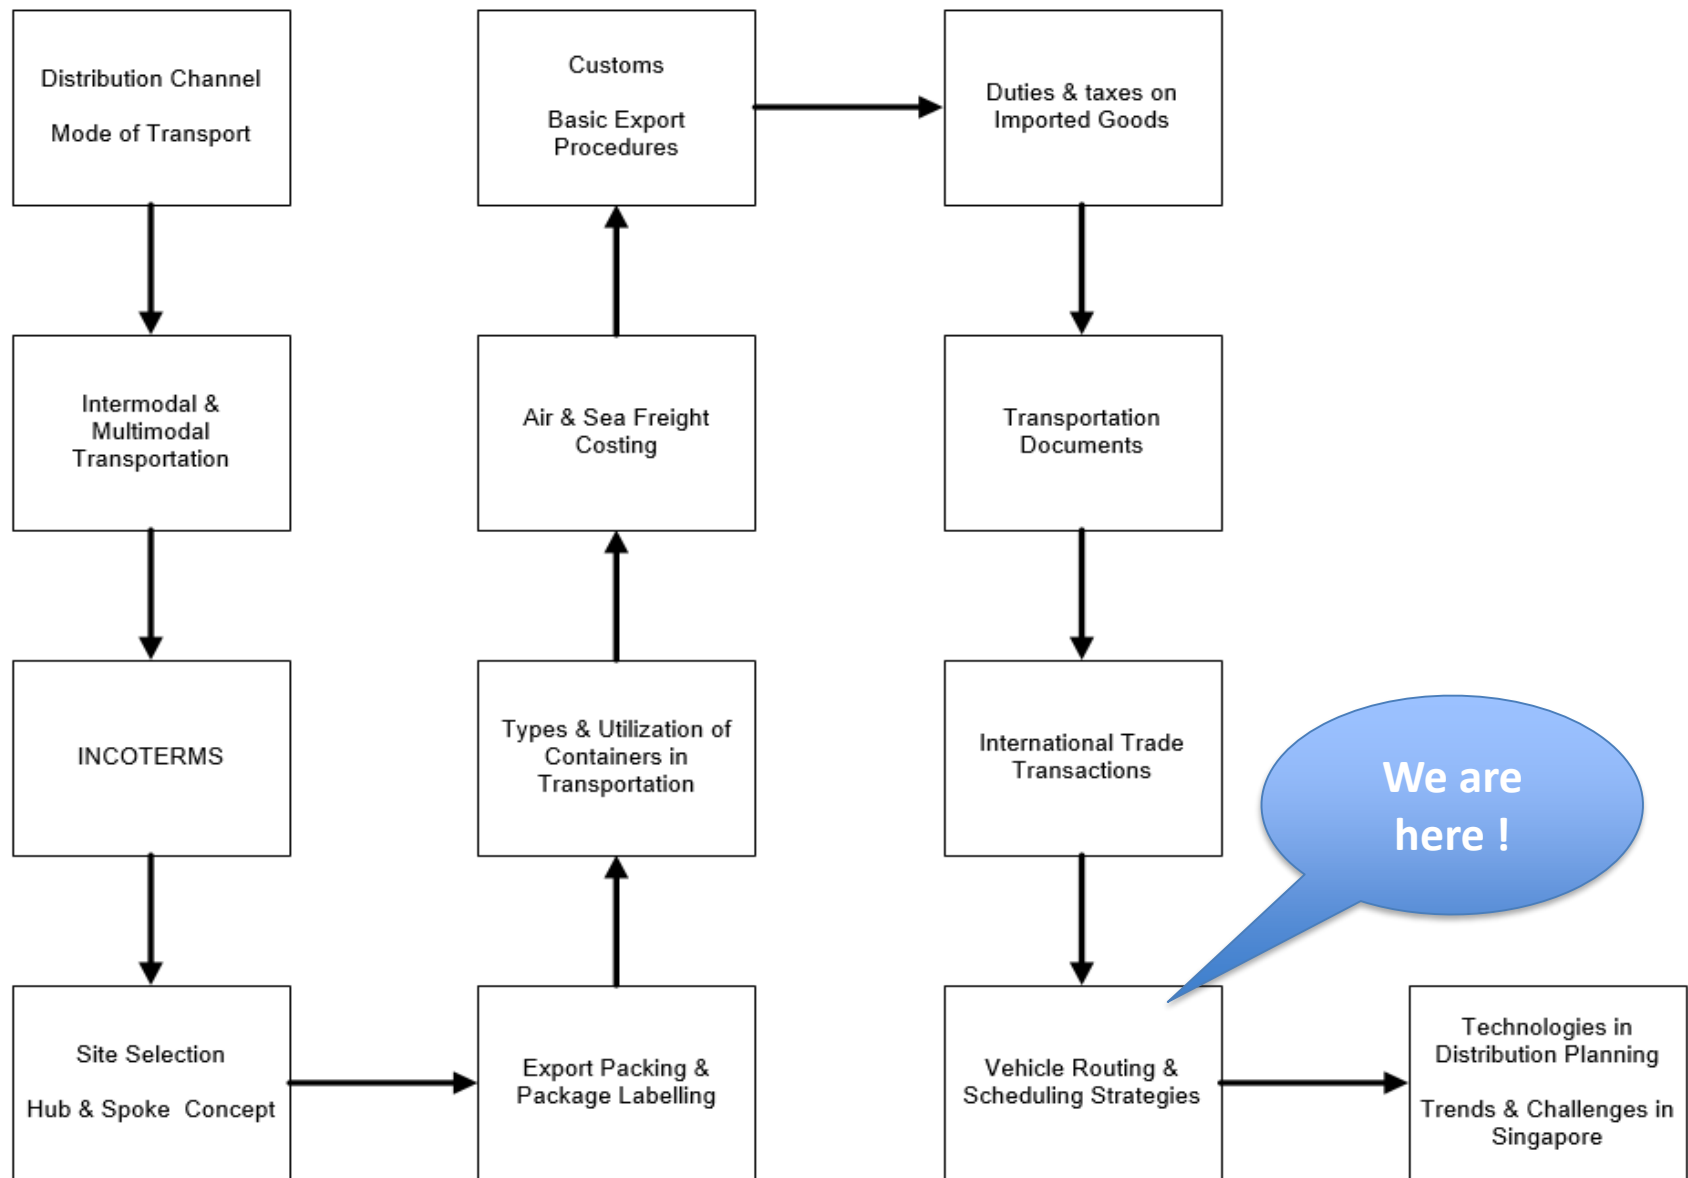 Distribution Channel
Mode of Transport
Intermodal &
Multimodal
Transportation
INCOTERMS
Site Selection
Hub & Spoke Concept
Export Packing &
Package Labelling
Types & Utilization of
Containers in
Transportation
Air & Sea Freight
Costing
Customs
Basic Export
Procedures
Duties & taxes on
Imported Goods
Transportation
Documents
International Trade
Transactions
We are
here !
Vehicle Routing &
Scheduling Strategies
Technologies in
Distribution Planning
Trends & Challenges in
Singapore